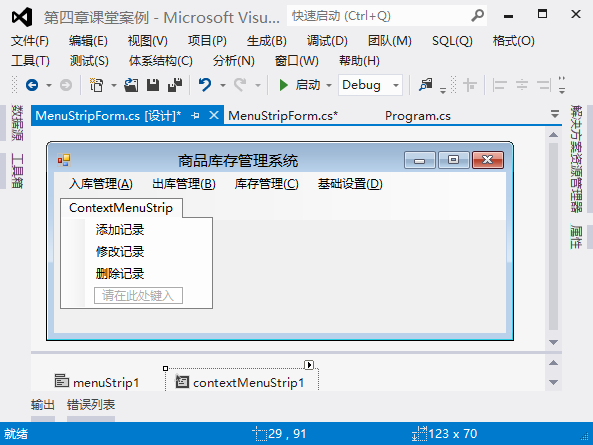 第四章课堂案例 - Microsoft Visu...
快速启动 (Ctrl+Q)
文件(F) 编辑(E) 视图(V) 项目(P) 生成(B) 调试(D) 团队(M) SQL(Q) 格式(O)
工具(T) 测试(S) 体系结构(C) 分析(N) 窗口(W) 帮助(H)
启动 Debug
数据源
工具箱
MenuStripForm.cs [设计]* MenuStripForm.cs* Program.cs
解决方案资源管理器
属性
商品库存管理系统
入库管理(A) 出库管理(B) 库存管理(C) 基础设置(D)
ContextMenuStrip
添加记录
修改记录
删除记录
请在此处键入
menuStrip1 contextMenuStrip1
输出 错误列表
就绪 29 , 91 123 x 70